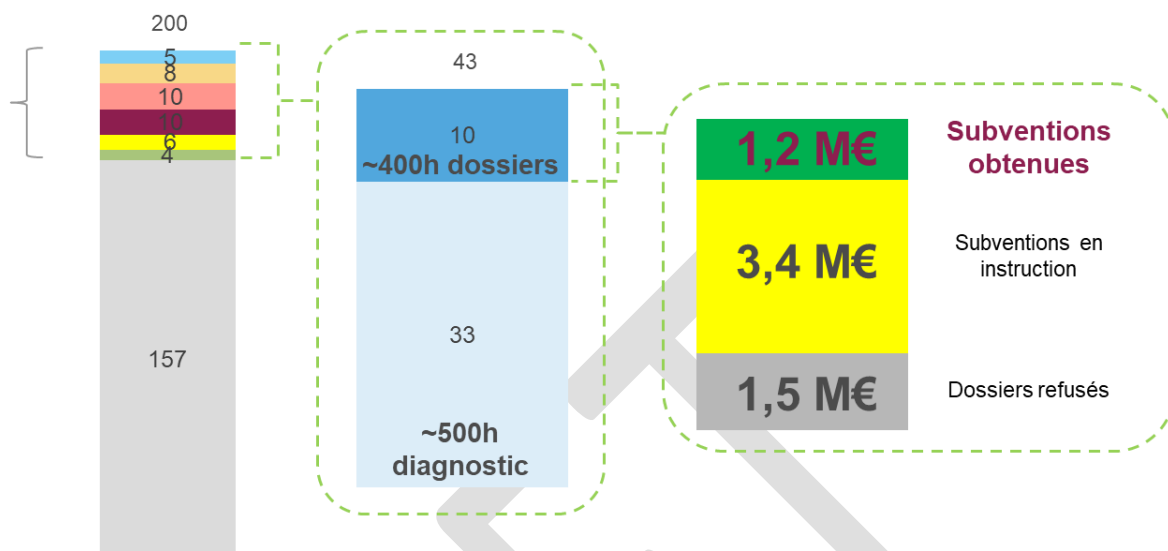 200
5
8
10
10
6
4
157
43
10
~400h dossiers
33
~500h
diagnostic
1,2 M€
3,4 M€
1,5 M€
Subventions
obtenues
Subventions en
instruction
Dossiers refusés